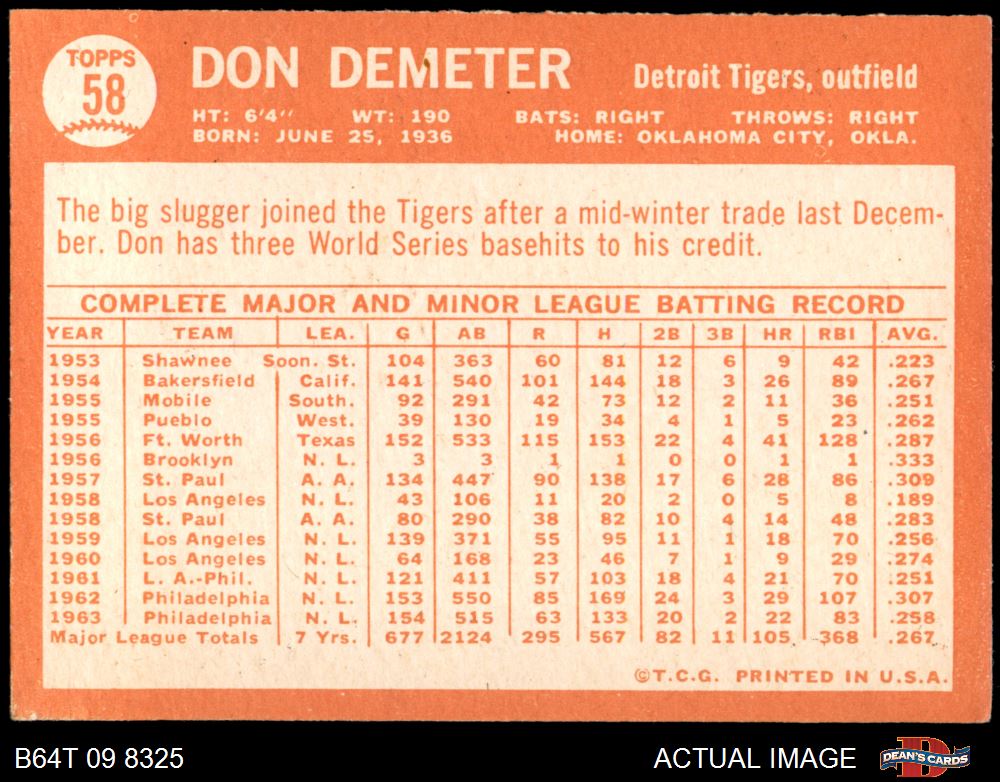 TOPPS
58
DON DEMETER
Detroit Tigers, outfield
HT: 6'4" WT: 190 BATS: RIGHT THROWS: RIGHT
BORN: JUNE 25, 1936 HOME: OKLAHOMA CITY, OKLA.
The big slugger joined the Tigers after a mid-winter trade last Decem-
ber. Don has three World Series basehits to his credit.
COMPLETE MAJOR AND MINOR LEAGUE BATTING RECORD
YEAR TEAM LEA. G AB R H 2B 3B HR RBI AVG.
1953 Shawnee Soon. St. 104 363 60 81 12 6 9 42 .223
1954 Bakersfield Calif. 141 540 101 144 18 3 26 89 .267
1955 Mobile South. 92 291 42 73 12 2 11 36 .251
1955 Pueblo West. 39 130 19 34 4 1 5 23 .262
1956 Ft. Worth Texas 152 533 115 153 22 4 41 128 .287
1956 Brooklyn N. L. 3 3 1 1 0 0 1 1 .333
1957 St. Paul A. A. 134 447 90 138 17 6 28 86 .309
1958 Los Angeles N. L. 43 106 11 20 2 0 5 8 .189
1958 St. Paul A. A. 80 290 38 82 10 4 14 48 .283
1959 Los Angeles N. L. 139 371 55 95 11 1 18 70 .256
1960 Los Angeles N. L. 64 168 23 46 7 1 9 29 .274
1961 L. A.-Phil. N. L. 121 411 57 103 18 4 21 70 .251
1962 Philadelphia N. L. 153 550 85 169 24 3 29 107 .307
1963 Philadelphia N. L. 154 515 63 133 20 2 22 83 .258
Major League Totals 7 Yrs. 677 2124 295 567 82 11 105 368 .267
©T.C.G. PRINTED IN U.S.A.
B64T 09 8325
ACTUAL IMAGE
DEAN'S CARDS